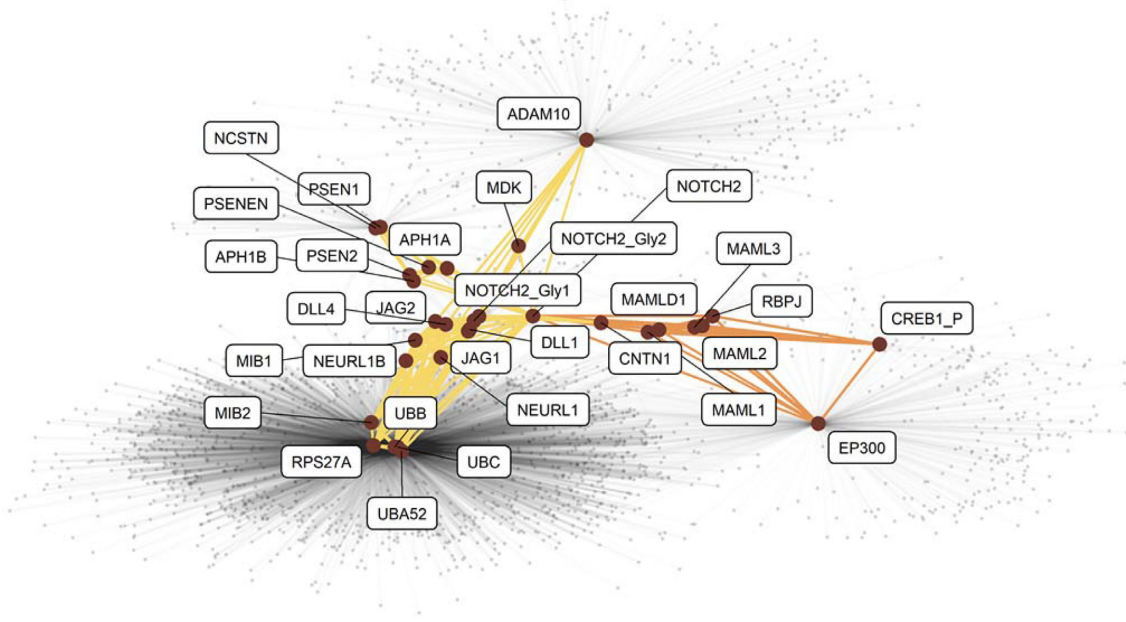 ADAM10
NCSTN
PSEN1
MDK
NOTCH2
PSENEN
APH1A
NOTCH2_Gly2
APH1B
PSEN2
MAML3
NOTCH2_Gly1
MAMLD1
RBPJ
DLL4
JAG2
CREB1_P
DLL1
MIB1
NEURL1B
JAG1
CNTN1
MAML2
MIB2
UBB
NEURL1
MAML1
RPS27A
UBC
EP300
UBA52